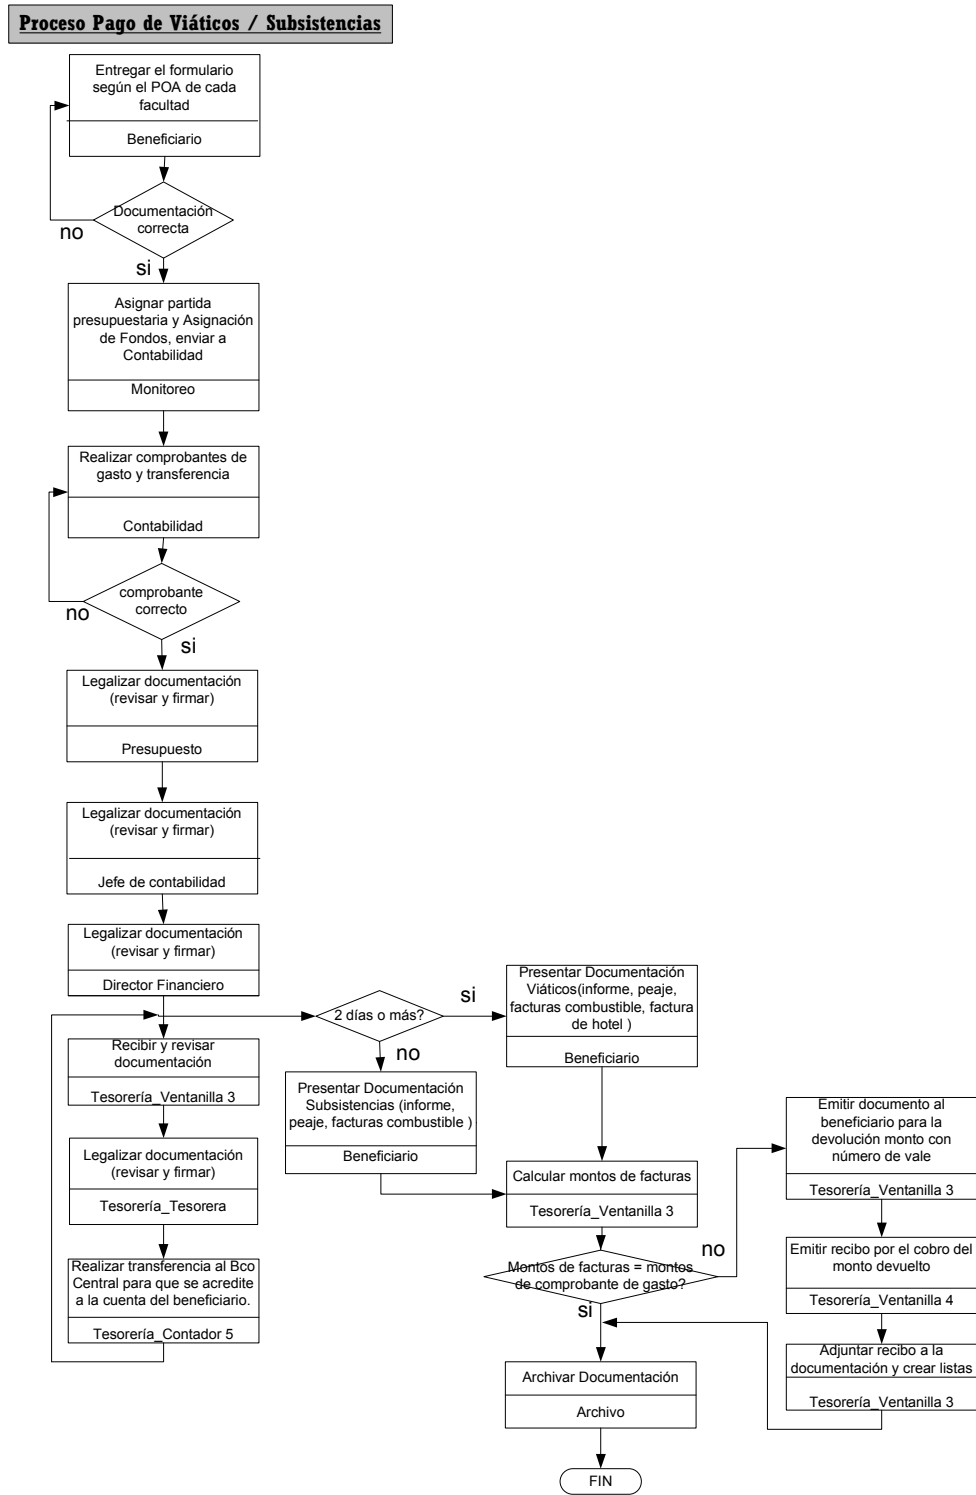 Proceso Pago de Viáticos / Subsistencias
Entregar el formulario
según el POA de cada
facultad
Beneficiario
Documentación
correcta
no
si
Asignar partida
presupuestaria y Asignación
de Fondos, enviar a
Contabilidad
Monitoreo
Realizar comprobantes de
gasto y transferencia
Contabilidad
comprobante
correcto
no
si
Legalizar documentación
(revisar y firmar)
Presupuesto
Legalizar documentación
(revisar y firmar)
Jefe de contabilidad
Legalizar documentación
(revisar y firmar)
Director Financiero
Recibir y revisar
documentación
Tesorería_Ventanilla 3
Legalizar documentación
(revisar y firmar)
Tesorería_Tesorera
Realizar transferencia al Bco
Central para que se acredite
a la cuenta del beneficiario.
Tesorería_Contador 5
2 días o más?
si
no
Presentar Documentación
Viáticos(informe, peaje,
facturas combustible, factura
de hotel )
Beneficiario
Presentar Documentación
Subsistencias (informe,
peaje, facturas combustible )
Beneficiario
Calcular montos de facturas
Tesorería_Ventanilla 3
Montos de facturas = montos
de comprobante de gasto?
no
si
Emitir documento al
beneficiario para la
devolución monto con
número de vale
Tesorería_Ventanilla 3
Emitir recibo por el cobro del
monto devuelto
Tesorería_Ventanilla 4
Adjuntar recibo a la
documentación y crear listas
Tesorería_Ventanilla 3
Archivar Documentación
Archivo
FIN